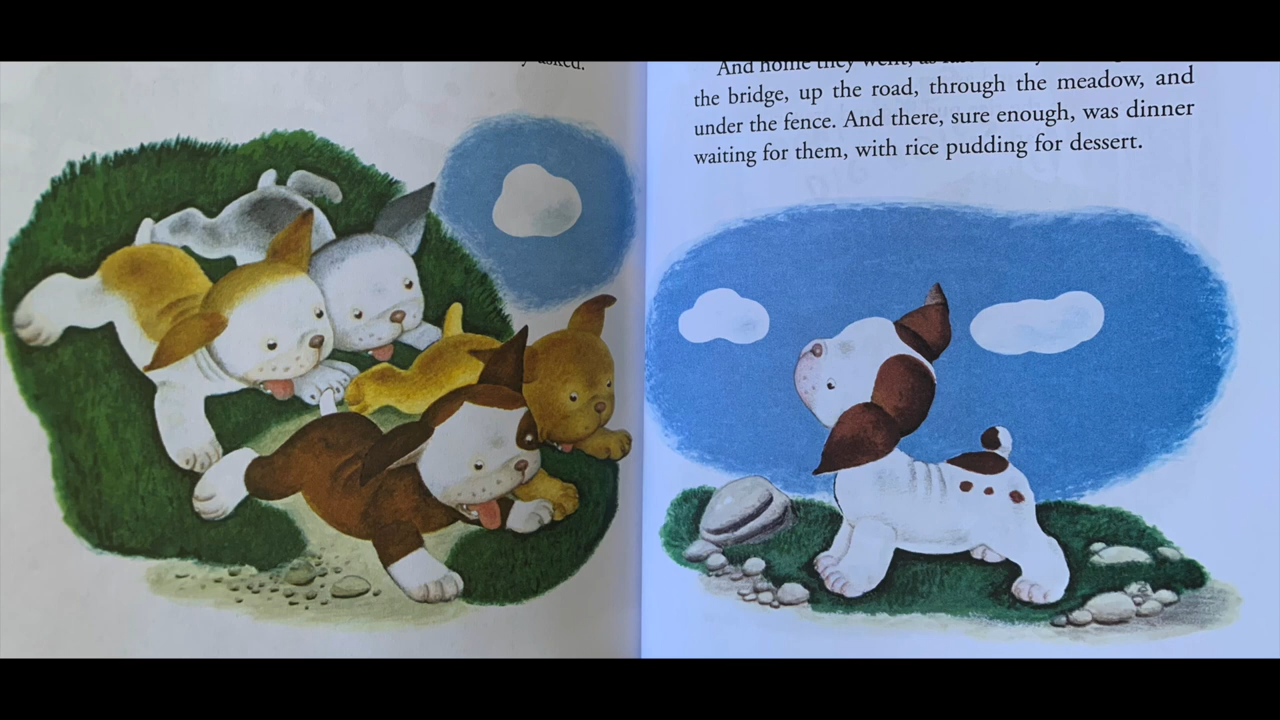 asked.
And home they went, as
the bridge, up the road, through the meadow, and
under the fence. And there, sure enough, was dinner
waiting for them, with rice pudding for dessert.